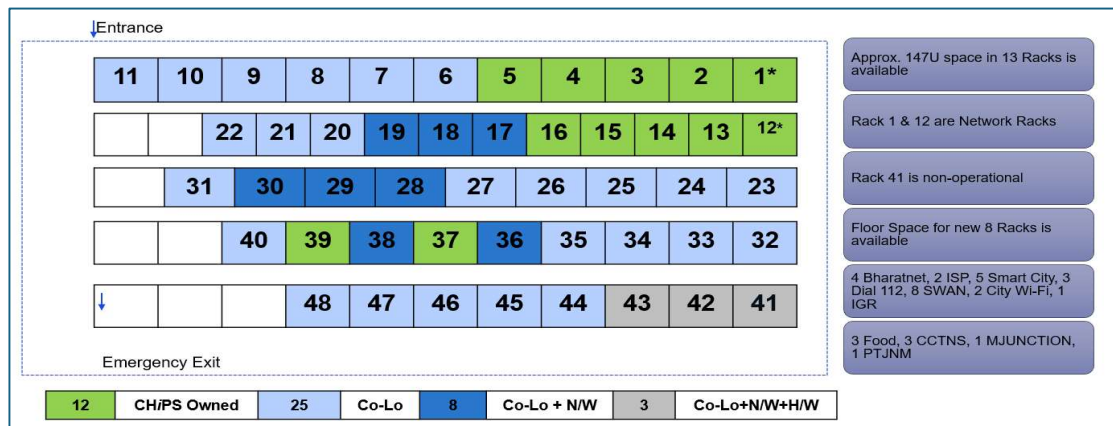 Entrance
11 10 9 8 7 6 5 4 3 2 1*
22 21 20 19 18 17 16 15 14 13 12*
31 30 29 28 27 26 25 24 23
40 39 38 37 36 35 34 33 32
48 47 46 45 44 43 42 41
Emergency Exit
12 CHiPS Owned 25 Co-Lo 8 Co-Lo + N/W 3 Co-Lo+N/W+H/W
Approx. 147U space in 13 Racks is
available
Rack 1 & 12 are Network Racks
Rack 41 is non-operational
Floor Space for new 8 Racks is
available
4 Bharatnet, 2 ISP, 5 Smart City, 3
Dial 112, 8 SWAN, 2 City Wi-Fi, 1
IGR
3 Food, 3 CCTNS, 1 MJUNCTION,
1 PTJNM